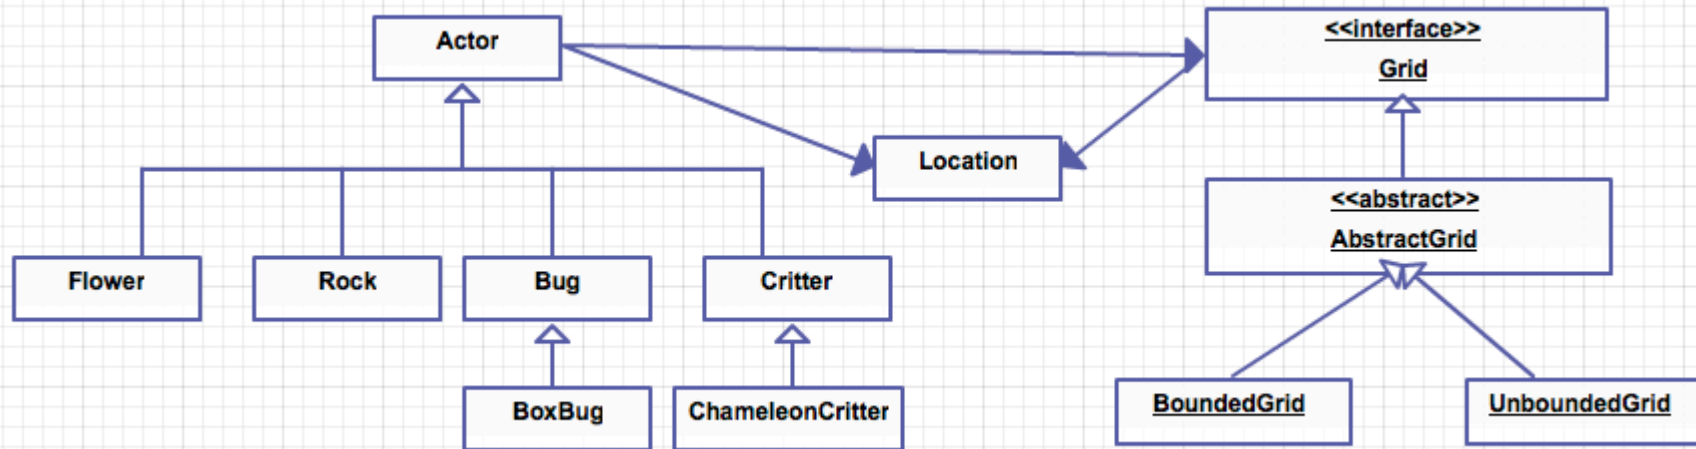 Actor
<<interface>>
Grid
Location
<<abstract>>
AbstractGrid
Flower
Rock
Bug
Critter
BoxBug
ChameleonCritter
BoundedGrid
UnboundedGrid